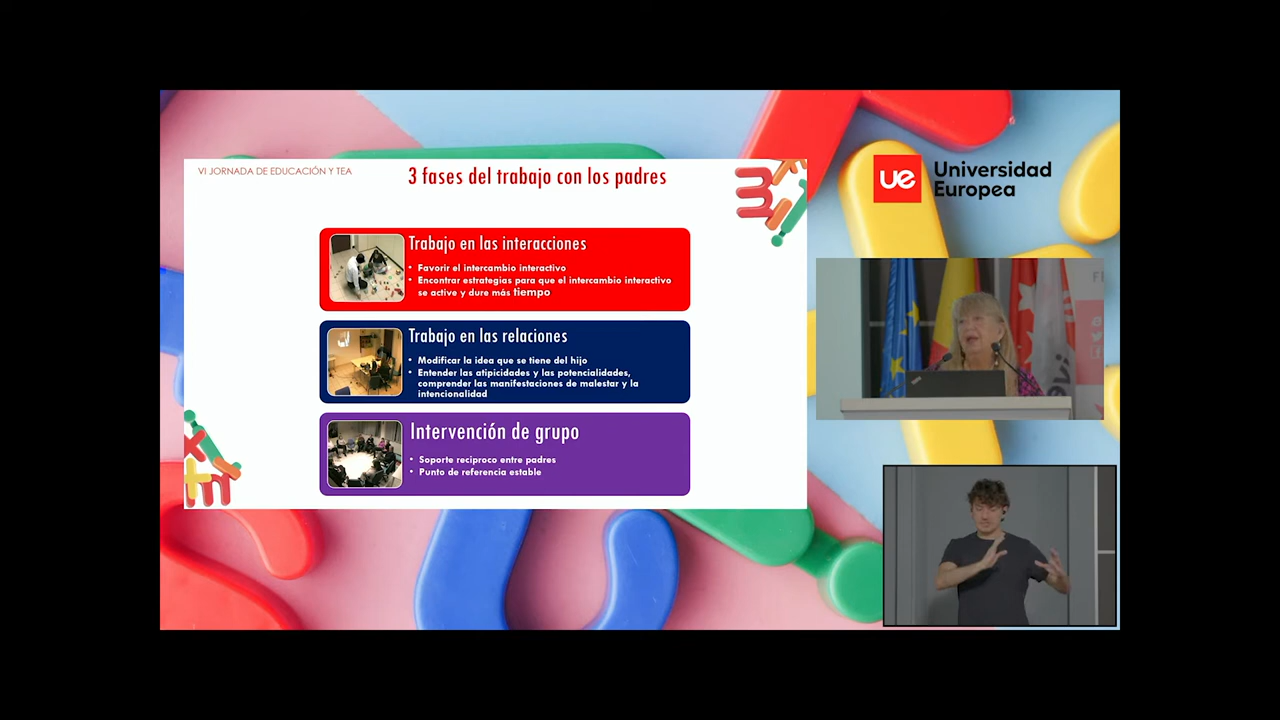 VI JORNADA DE EDUCACIÓN Y TEA
3 fases del trabajo con los padres
Trabajo en las interacciones
• Favorir el intercambio interactivo
• Encontrar estrategias para que el intercambio interactivo
se active y dure más tiempo
Trabajo en las relaciones
• Modificar la idea que se tiene del hijo
• Entender las atipicidades y las potencialidades,
comprender las manifestaciones de malestar y la
intencionalidad
Intervención de grupo
• Soporte reciproco entre padres
• Punto de referencia estable
ue
Universidad
Europea